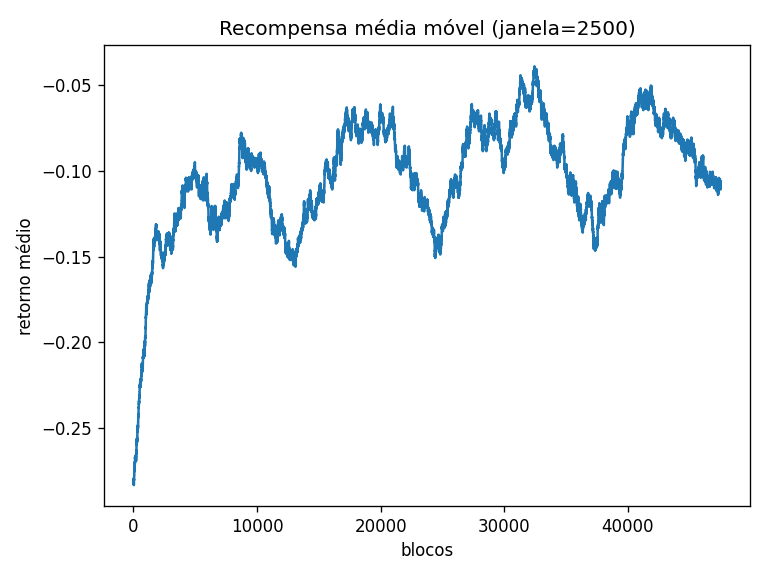 Recompensa média móvel (janela=2500)
retorno médio
−0.05
−0.10
−0.15
−0.20
−0.25
0 10000 20000 30000 40000
blocos